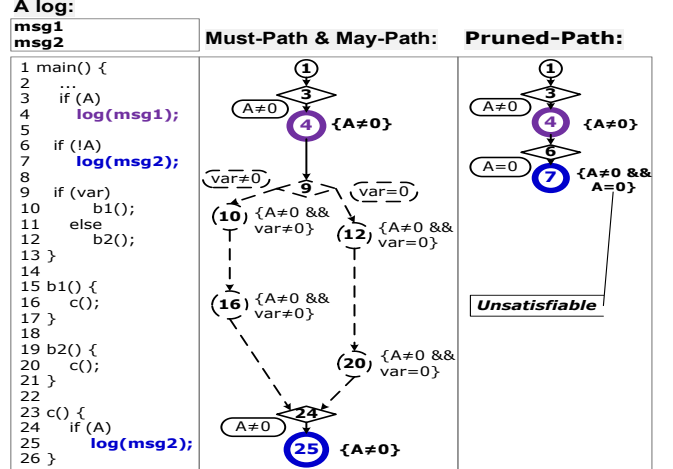 A log:
msg1
msg2
Must-Path & May-Path:
Pruned-Path:
1 main() {
2 ...
3 if (A)
4 log(msg1);
5
6 if (!A)
7 log(msg2);
8
9 if (var)
10 b1();
11 else
12 b2();
13 }
14
15 b1() {
16 c();
17 }
18
19 b2() {
20 c();
21 }
22
23 c() {
24 if (A)
25 log(msg2);
26 }
1
3
A≠0
4 {A≠0}
var≠0 9 var=0
10 {A≠0 &&
var≠0}
12 {A≠0 &&
var=0}
16 {A≠0 &&
var≠0}
20 {A≠0 &&
var=0}
24
A≠0
25 {A≠0}
1
3
A≠0
4 {A≠0}
6
A=0
7 {A≠0 &&
A=0}
Unsatisfiable